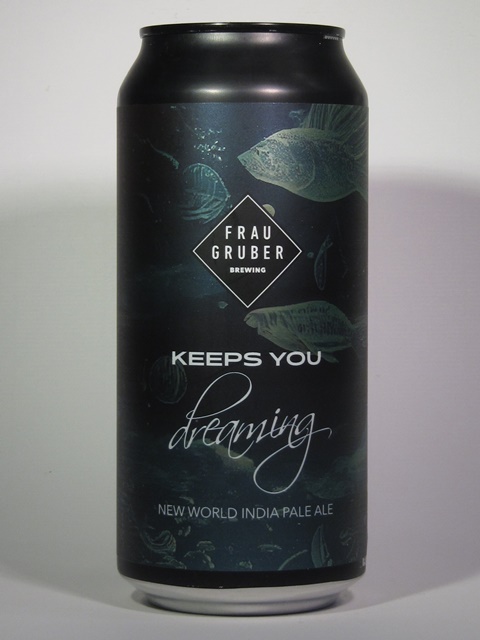 FRAU
GRUBER
BREWING
KEEPS YOU
dreaming
NEW WORLD INDIA PALE ALE